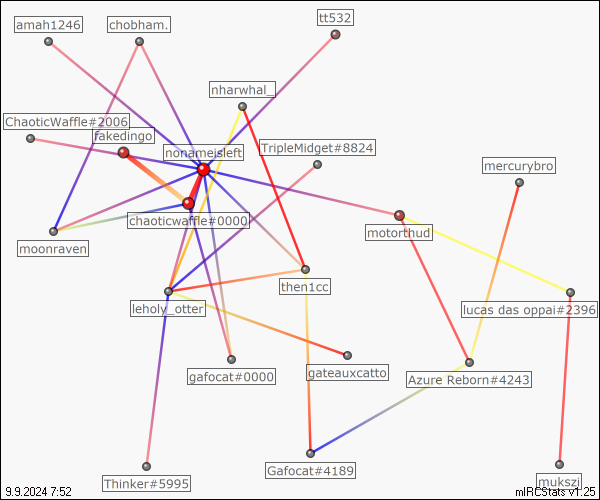 tt532
amah1246
chobham.
nharwhal_
ChaoticWaffle#2006
fakedingo
nonameisleft
TripleMidget#8824
mercurybro
chaoticwaffle#0000
motorthud
moonraven
then1cc
leholy_otter
lucas das oppai#2396
gafocat#0000
gateauxcatto
Azure Reborn#4243
Gafocat#4189
Thinker#5995
mukszi
9.9.2024 7:52
mIRCStats v1.25